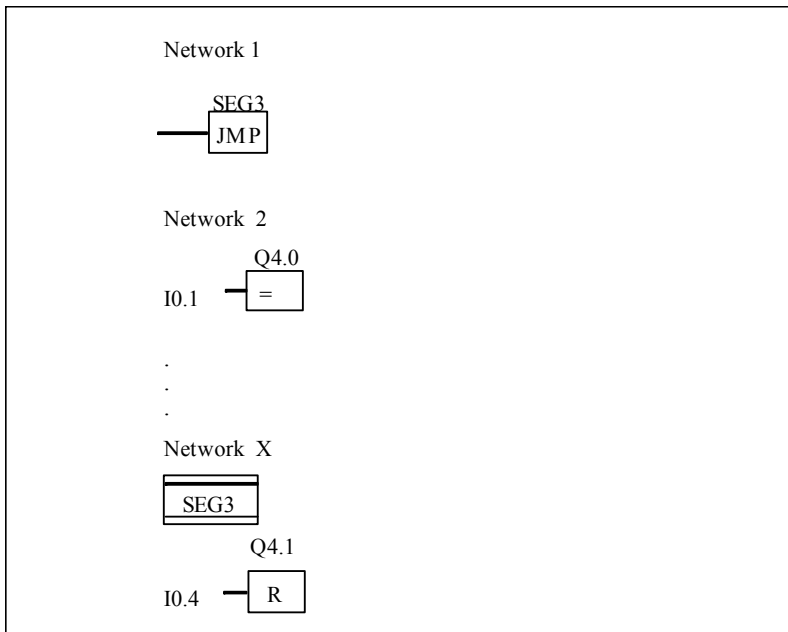 Network 1
SEG3
JMP
Network 2
Q4.0
I0.1 =
.
.
.
Network X
SEG3
Q4.1
I0.4 R